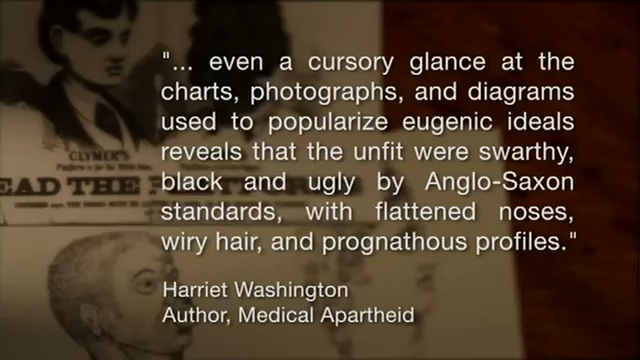 "... even a cursory glance at the
charts, photographs, and diagrams
used to popularize eugenic ideals
reveals that the unfit were swarthy,
black and ugly by Anglo-Saxon
standards, with flattened noses,
wiry hair, and prognathous profiles."
Harriet Washington
Author, Medical Apartheid
CLYMER'S
EAD THE